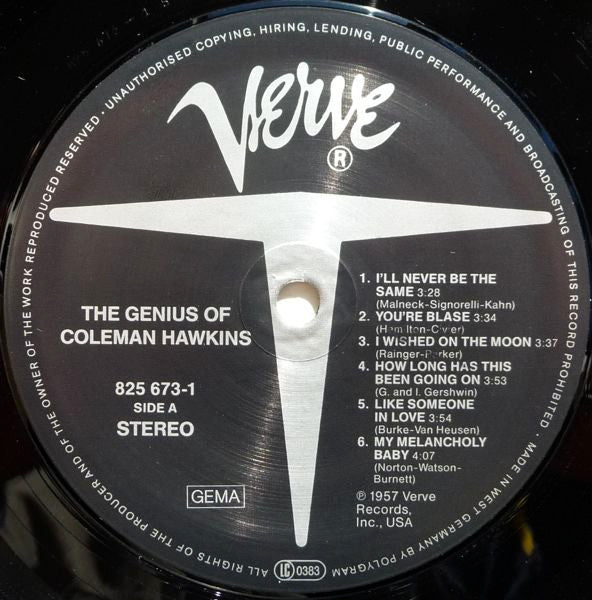 ALL RIGHTS OF THE PRODUCER AND OF THE OWNER OF THE WORK REPRODUCED RESERVED · UNAUTHORISED COPYING, HIRING, LENDING, PUBLIC PERFORMANCE AND BROADCASTING OF THIS RECORD PROHIBITED · MADE IN WEST GERMANY BY POLYGRAM
Verve
®
THE GENIUS OF
COLEMAN HAWKINS
825 673-1
SIDE A
STEREO
GEMA
1. I'LL NEVER BE THE
SAME 3:28
(Malneck-Signorelli-Kahn)
2. YOU'RE BLASE 3:34
(Hamilton-Cavier)
3. I WISHED ON THE MOON 3:37
(Rainger-Parker)
4. HOW LONG HAS THIS
BEEN GOING ON 3:53
(G. and I. Gershwin)
5. LIKE SOMEONE
IN LOVE 3:54
(Burke-Van Heusen)
6. MY MELANCHOLY
BABY 4:07
(Norton-Watson-
Burnett)
℗ 1957 Verve
Records,
Inc., USA
LC 0383